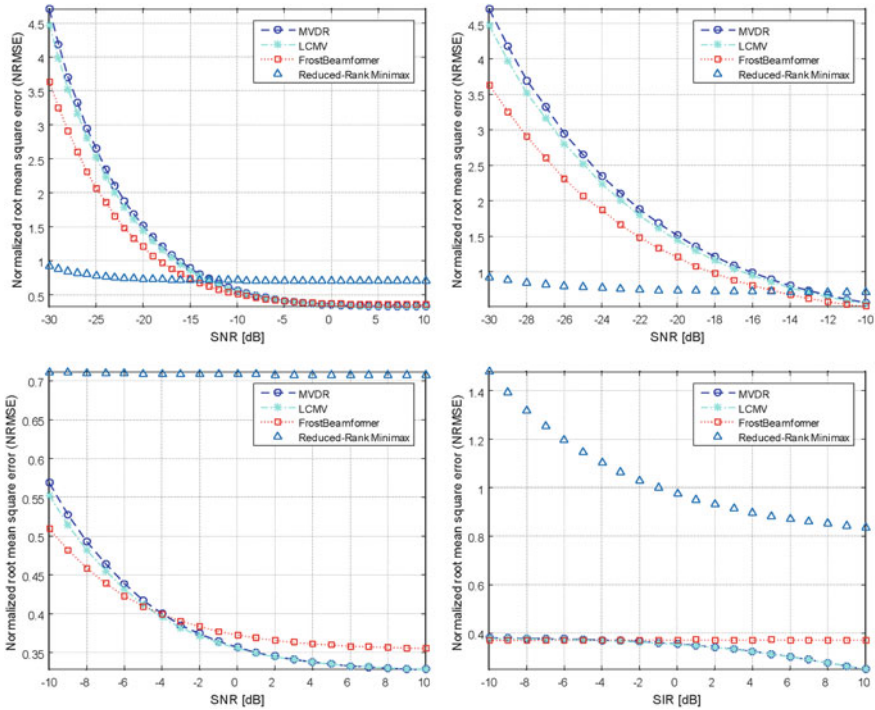 Normalized root mean square error (NRMSE)
4.5
4
3.5
3
2.5
2
1.5
1
0.5
-30 -25 -20 -15 -10 -5 0 5 10
SNR [dB]
MVDR
LCMV
FrostBeamformer
Reduced-Rank Minimax
Normalized root mean square error (NRMSE)
4.5
4
3.5
3
2.5
2
1.5
1
-30 -28 -26 -24 -22 -20 -18 -16 -14 -12 -10
SNR [dB]
MVDR
LCMV
FrostBeamformer
Reduced-Rank Minimax
Normalized root mean square error (NRMSE)
0.7
0.65
0.6
0.55
0.5
0.45
0.4
0.35
-10 -8 -6 -4 -2 0 2 4 6 8 10
SNR [dB]
MVDR
LCMV
FrostBeamformer
Reduced-Rank Minimax
Normalized root mean square error (NRMSE)
1.4
1.2
1
0.8
0.6
0.4
-10 -8 -6 -4 -2 0 2 4 6 8 10
SIR [dB]
MVDR
LCMV
FrostBeamformer
Reduced-Rank Minimax